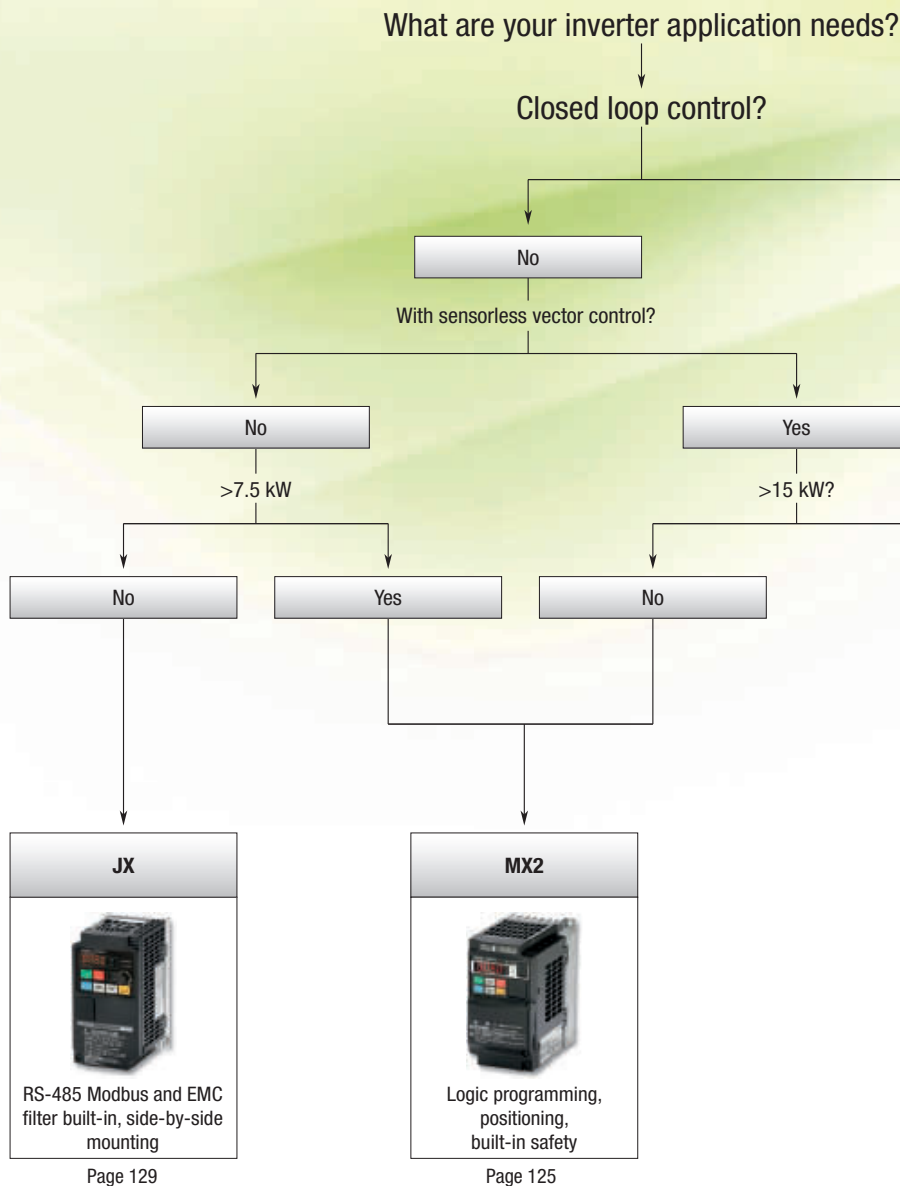 What are your inverter application needs?
Closed loop control?
No
With sensorless vector control?
No
Yes
>7.5 kW
>15 kW?
No
Yes
No
JX
MX2
RS-485 Modbus and EMC
filter built-in, side-by-side
mounting
Logic programming,
positioning,
built-in safety
Page 129
Page 125